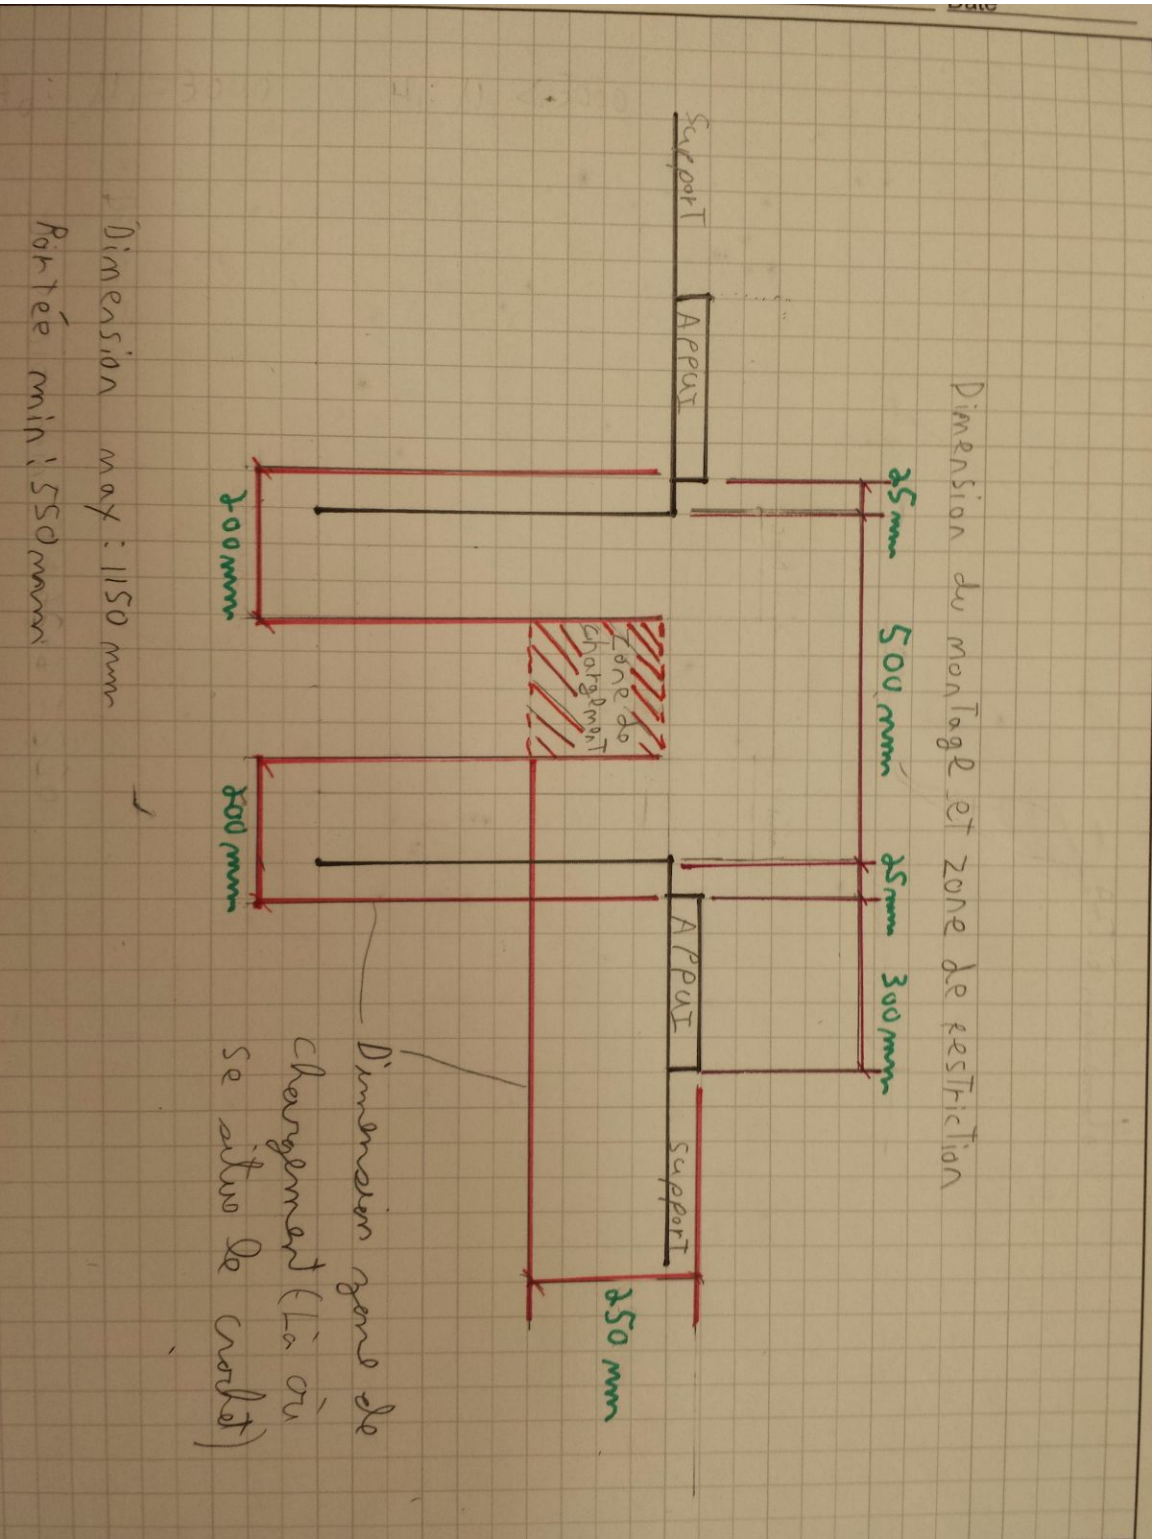 Date
Dimension du montage et zone de restriction
25mm 500 mm 25mm 300mm
Support APPUI APPUI support
Zone de
chargement
250 mm
200mm 200mm
Dimension zone de
chargement (Là où
se situe le crochet)
Dimension max : 1150 mm
Portée min : 550mm